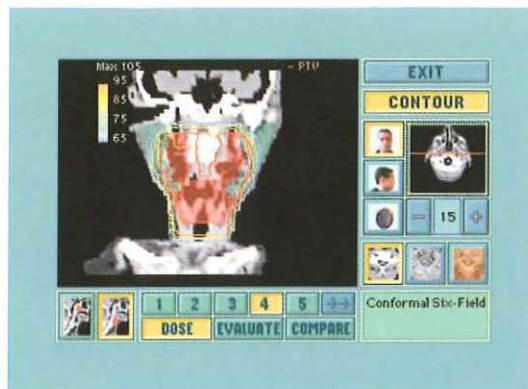 Max 105
95
85
75
65
- PTV
EXIT
CONTOUR
15
1 2 3 4 5
DOSE EVALUATE COMPARE
Conformal Six-Field